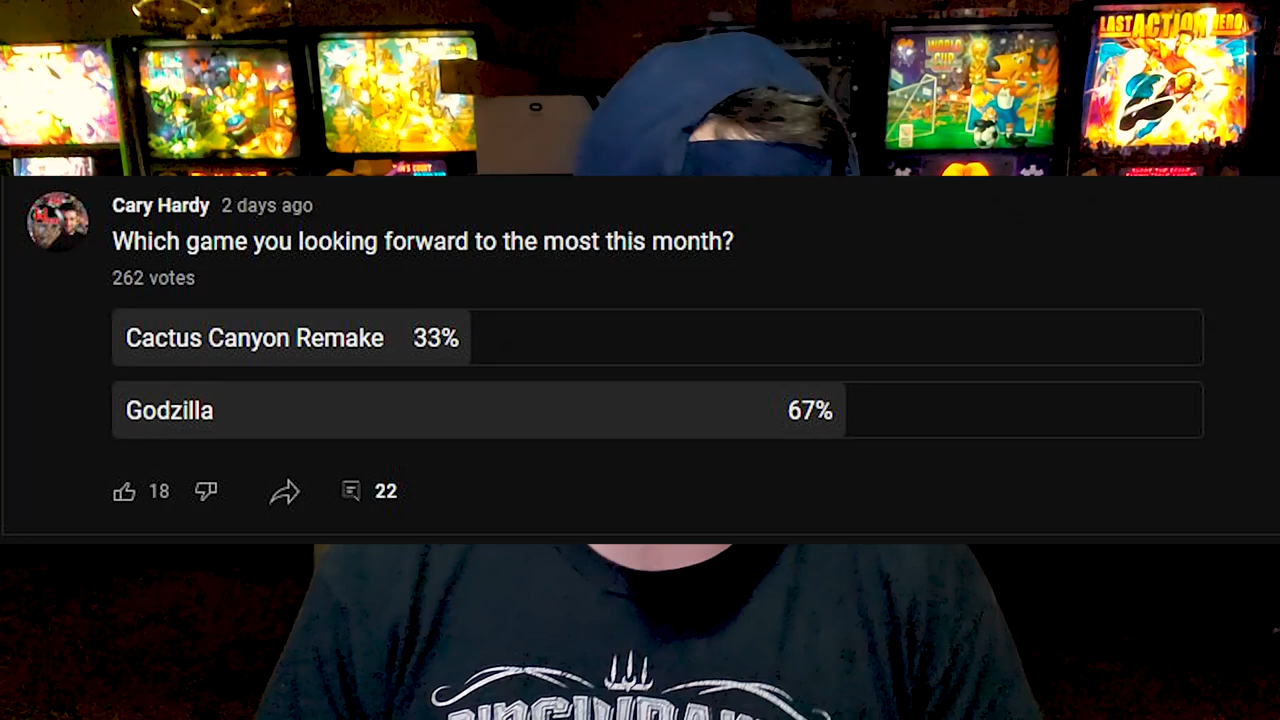 WORLD
CUP
LAST ACTION HERO
Cary Hardy 2 days ago
Which game you looking forward to the most this month?
262 votes
Cactus Canyon Remake 33%
Godzilla 67%
18 22